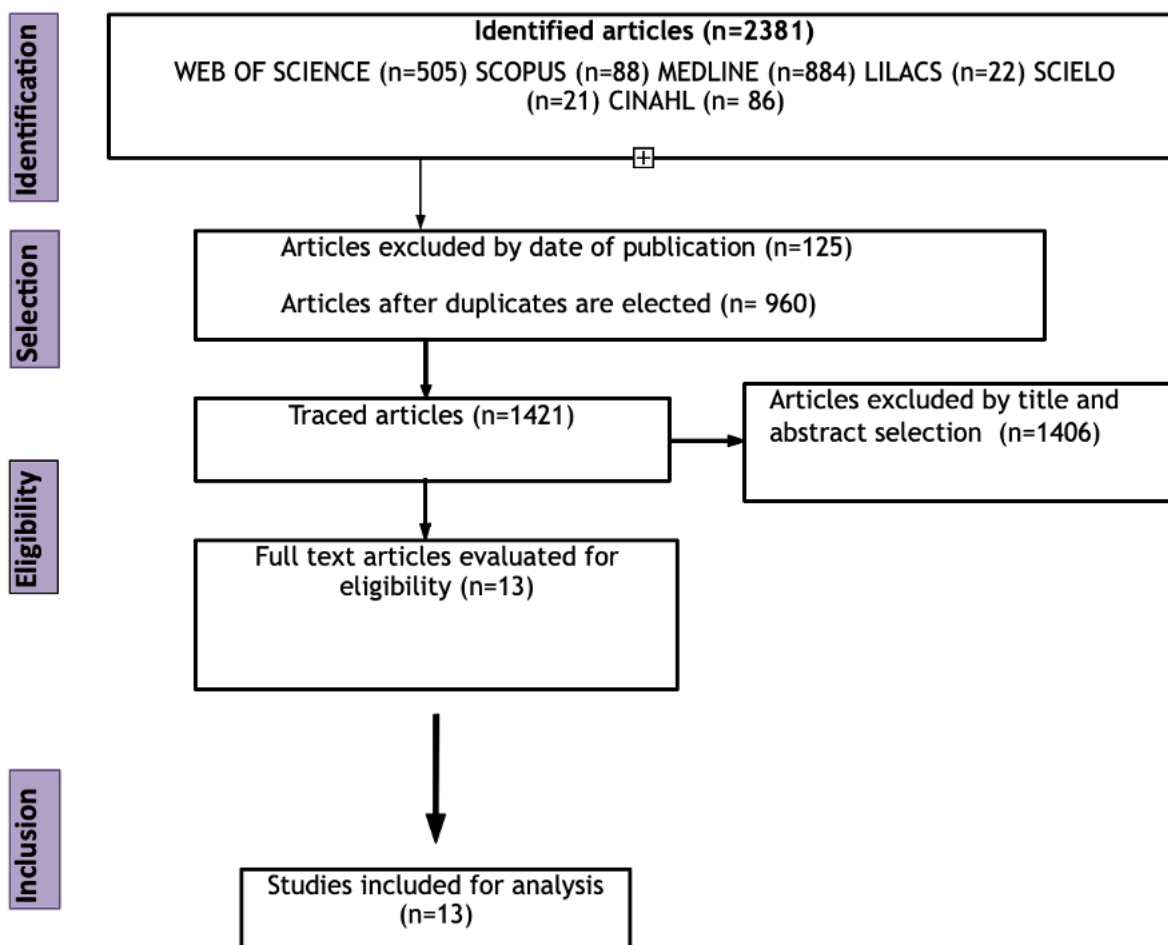 Identification
Identified articles (n=2381)
WEB OF SCIENCE (n=505) SCOPUS (n=88) MEDLINE (n=884) LILACS (n=22) SCIELO
(n=21) CINAHL (n= 86)
Selection
Articles excluded by date of publication (n=125)
Articles after duplicates are elected (n= 960)
Traced articles (n=1421)
Articles excluded by title and
abstract selection (n=1406)
Eligibility
Full text articles evaluated for
eligibility (n=13)
Inclusion
Studies included for analysis
(n=13)